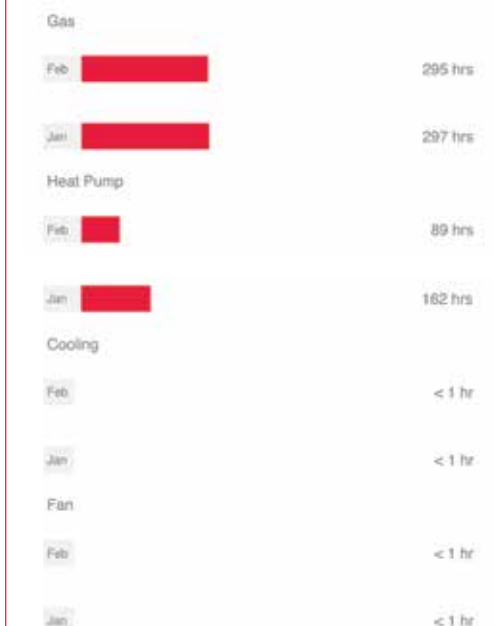 Gas
Feb 295 hrs
Jan 297 hrs
Heat Pump
Feb 89 hrs
Jan 162 hrs
Cooling
Feb < 1 hr
Jan < 1 hr
Fan
Feb < 1 hr
Jan < 1 hr